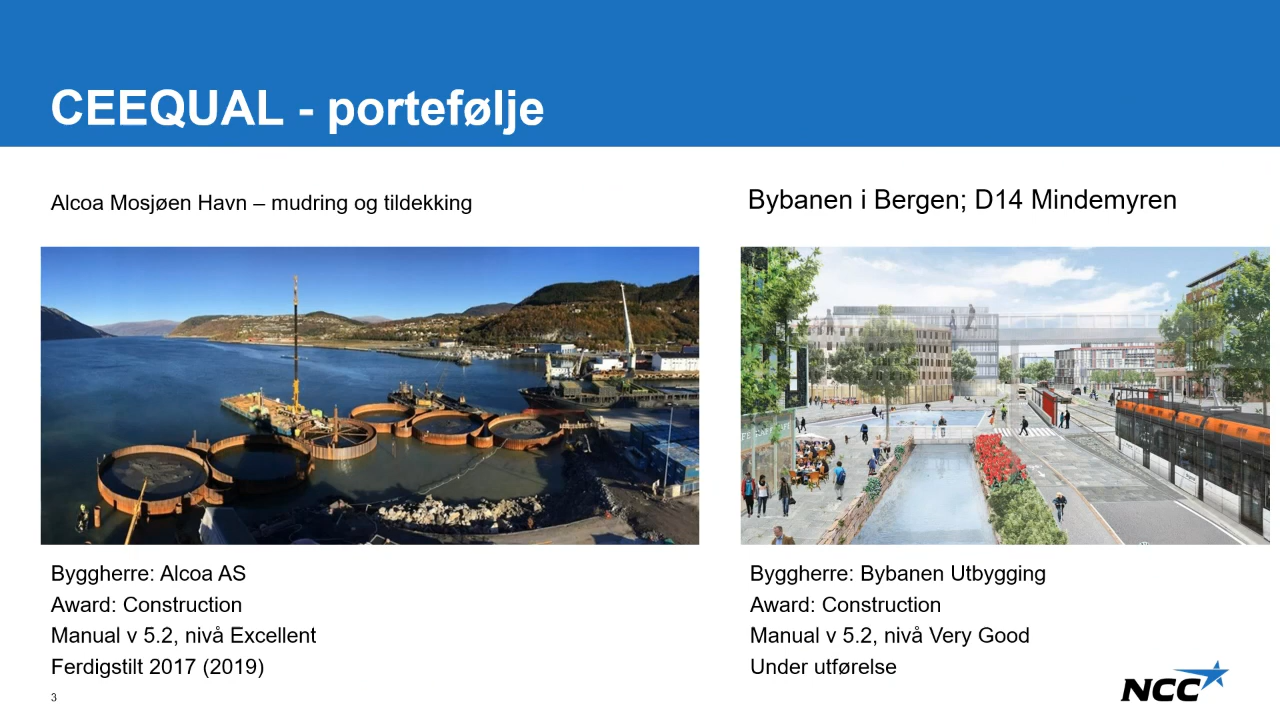 CEEQUAL - portefølje
Alcoa Mosjøen Havn – mudring og tildekking
Bybanen i Bergen; D14 Mindemyren
Byggherre: Alcoa AS
Award: Construction
Manual v 5.2, nivå Excellent
Ferdigstilt 2017 (2019)
Byggherre: Bybanen Utbygging
Award: Construction
Manual v 5.2, nivå Very Good
Under utførelse
3
NCC